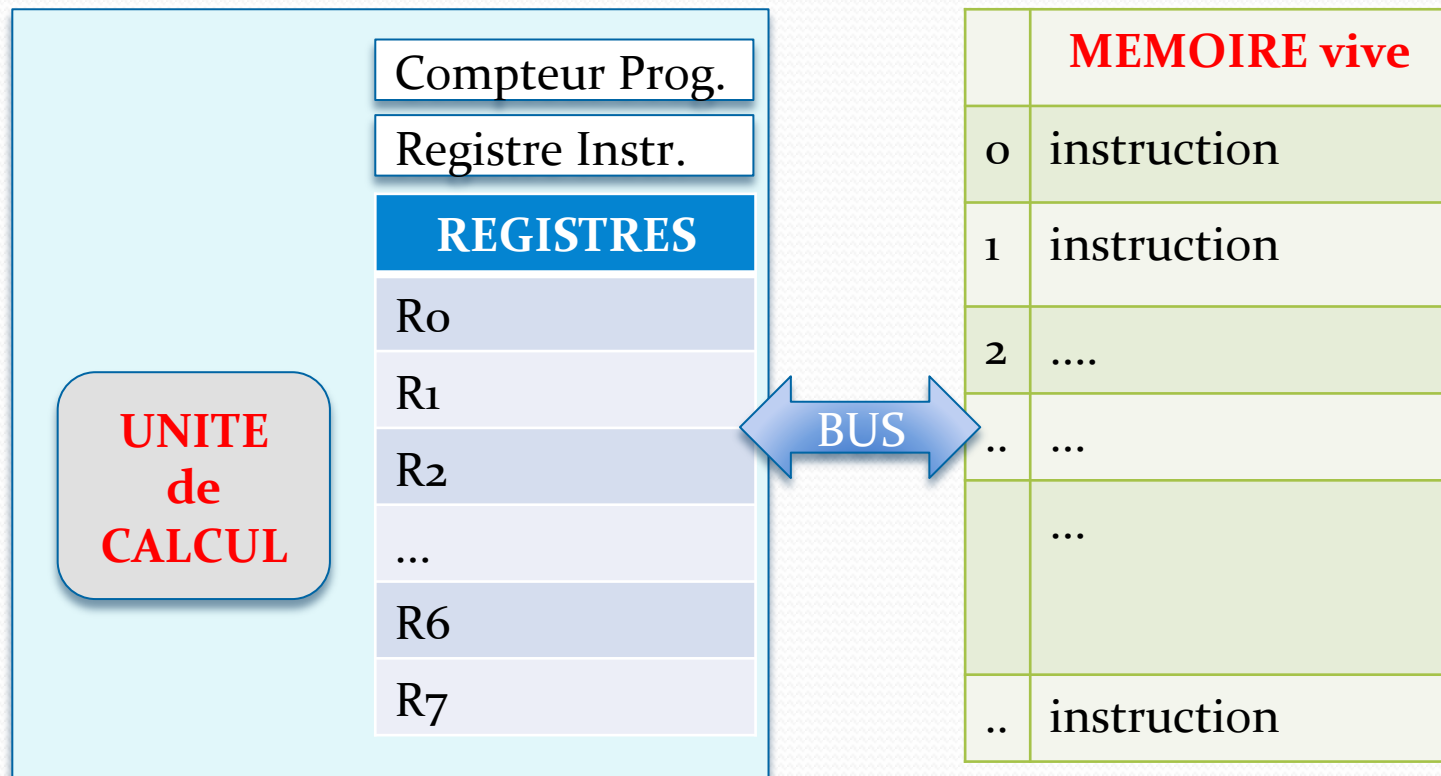 Compteur Prog.
Registre Instr.
REGISTRES
R0
R1
R2
...
R6
R7
UNITE
de
CALCUL
BUS
MEMOIRE vive
0 instruction
1 instruction
2 ....
.. ...
...
.. instruction